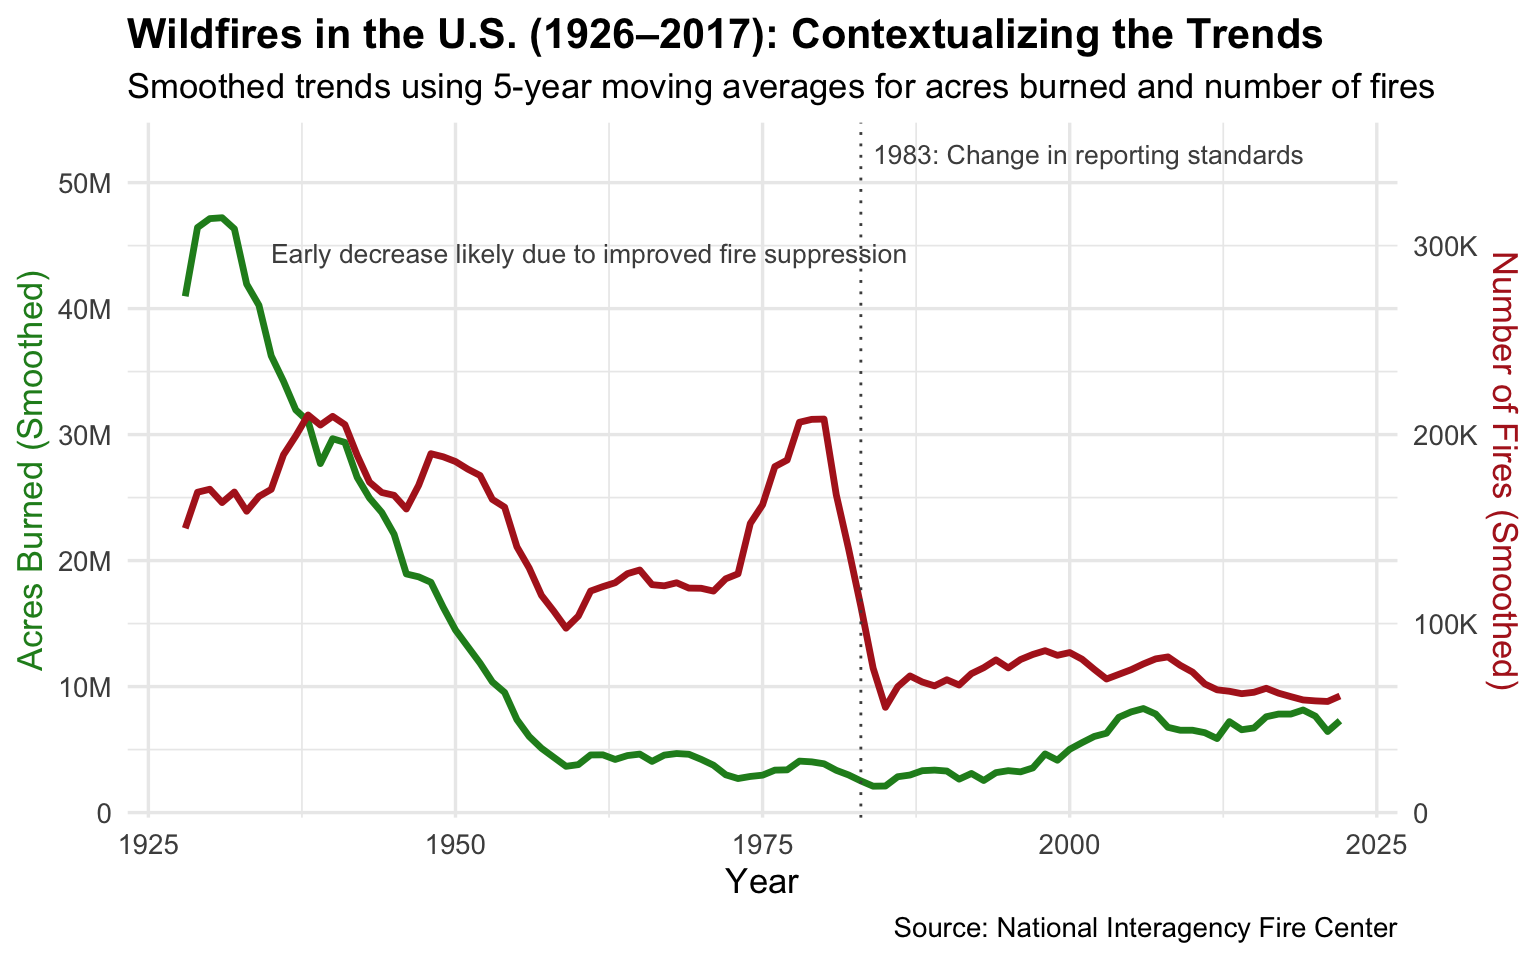 Wildfires in the U.S. (1926–2017): Contextualizing the Trends
Smoothed trends using 5-year moving averages for acres burned and number of fires
1983: Change in reporting standards
Early decrease likely due to improved fire suppression
Acres Burned (Smoothed)
50M
40M
30M
20M
10M
0
300K
200K
100K
0
Number of Fires (Smoothed)
1925
1950
1975
2000
2025
Year
Source: National Interagency Fire Center